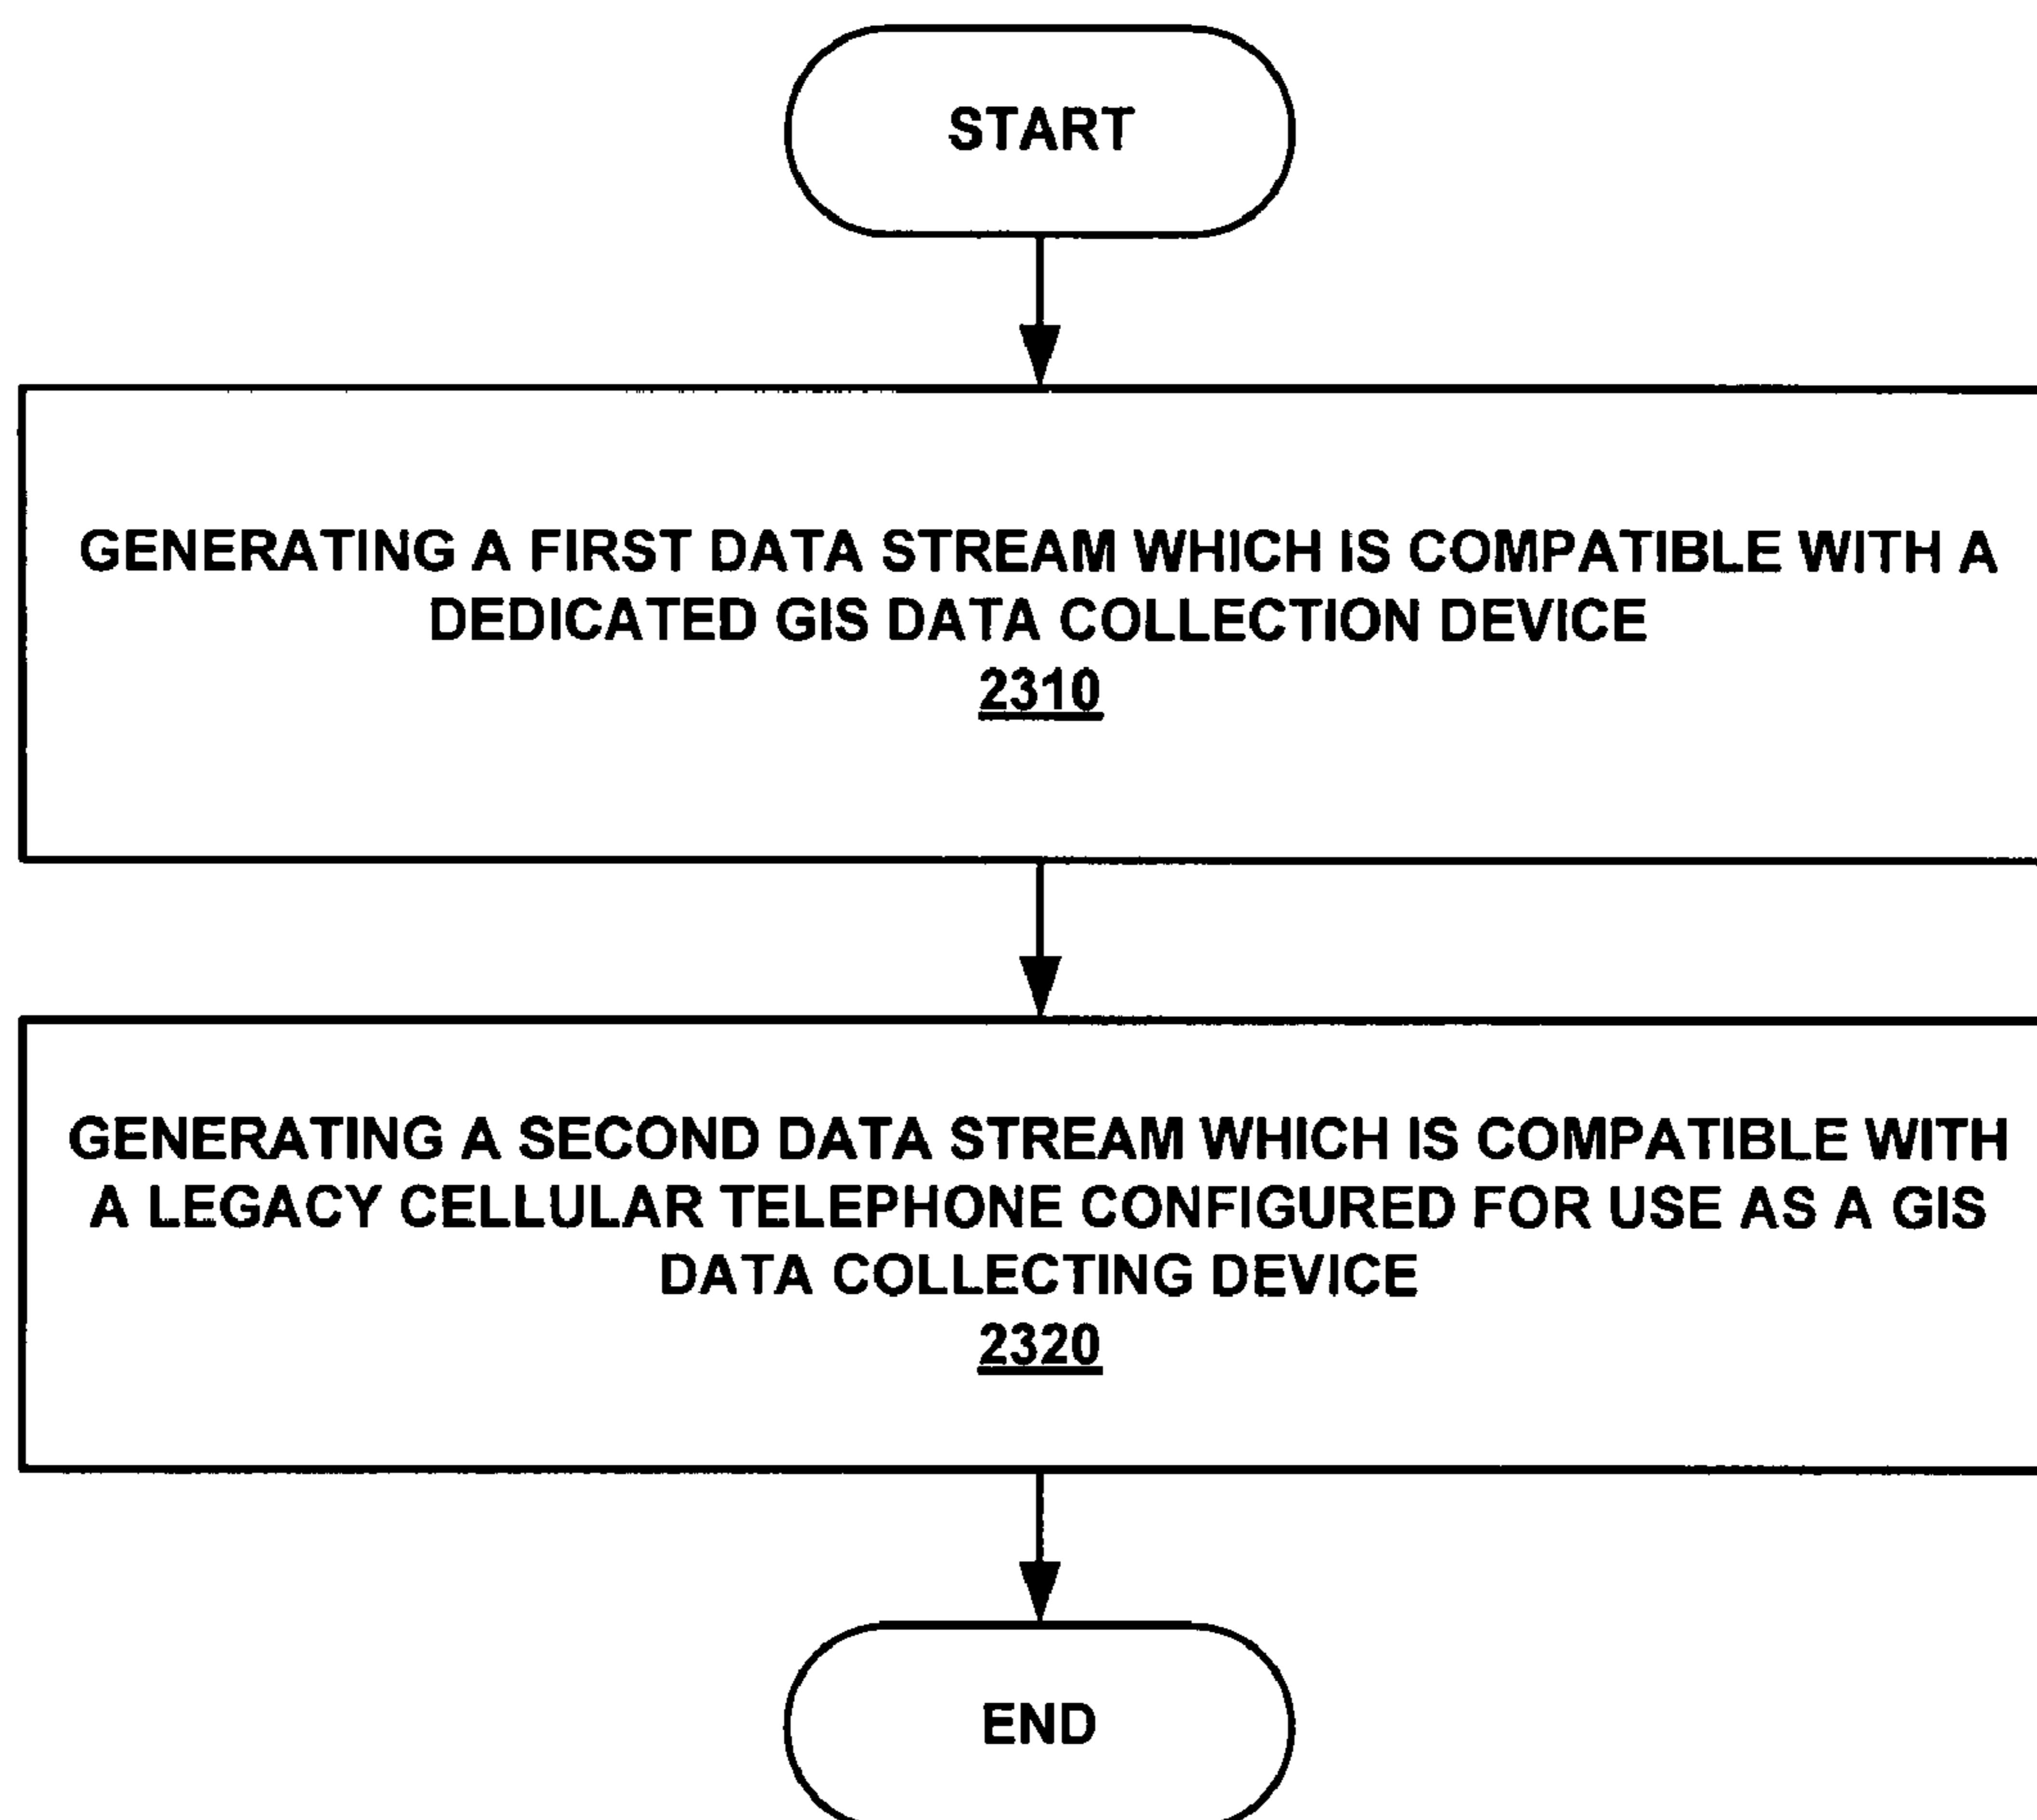 START
GENERATING A FIRST DATA STREAM WHICH IS COMPATIBLE WITH A
DEDICATED GIS DATA COLLECTION DEVICE
2310
GENERATING A SECOND DATA STREAM WHICH IS COMPATIBLE WITH
A LEGACY CELLULAR TELEPHONE CONFIGURED FOR USE AS A GIS
DATA COLLECTING DEVICE
2320
END